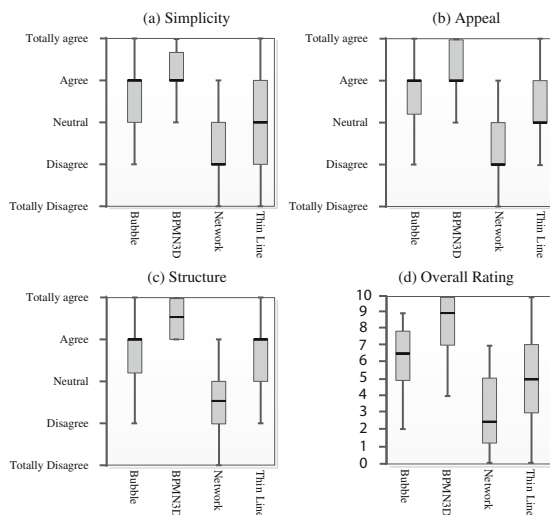 (a) Simplicity
Totally agree
Agree
Neutral
Disagree
Totally Disagree
Bubble
BPMN3D
Network
Thin Line
(b) Appeal
Totally agree
Agree
Neutral
Disagree
Totally Disagree
Bubble
BPMN3D
Network
Thin Line
(c) Structure
Totally agree
Agree
Neutral
Disagree
Totally Disagree
Bubble
BPMN3D
Network
Thin Line
(d) Overall Rating
10
9
8
7
6
5
4
3
2
1
0
Bubble
BPMN3D
Network
Thin Line